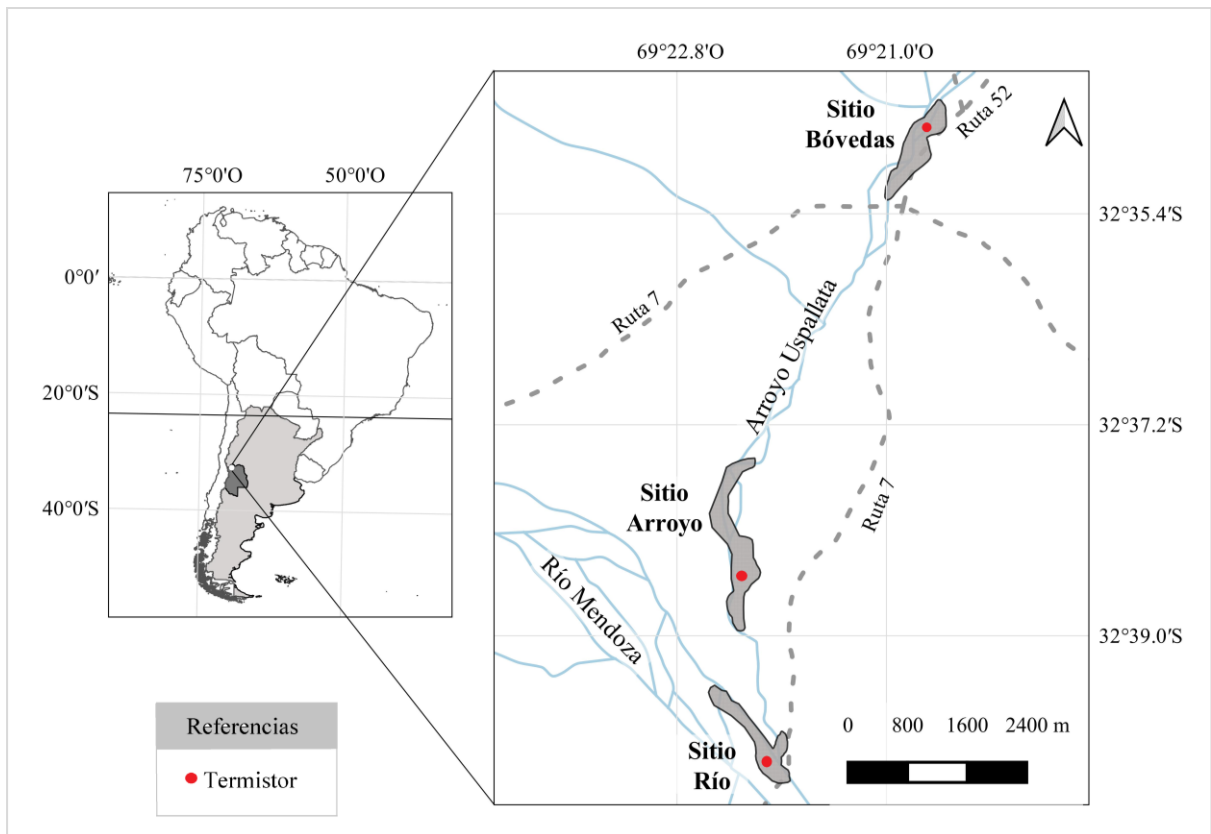 69°22.8'O
69°21.0'O
Sitio
Bóvedas
Ruta 52
75°0'O
50°0'O
32°35.4'S
0°0'
Ruta 7
Arroyo Uspallata
20°0'S
32°37.2'S
Sitio
Arroyo
Ruta 7
40°0'S
Río Mendoza
32°39.0'S
Referencias
Termistor
0 800 1600 2400 m
Sitio
Río